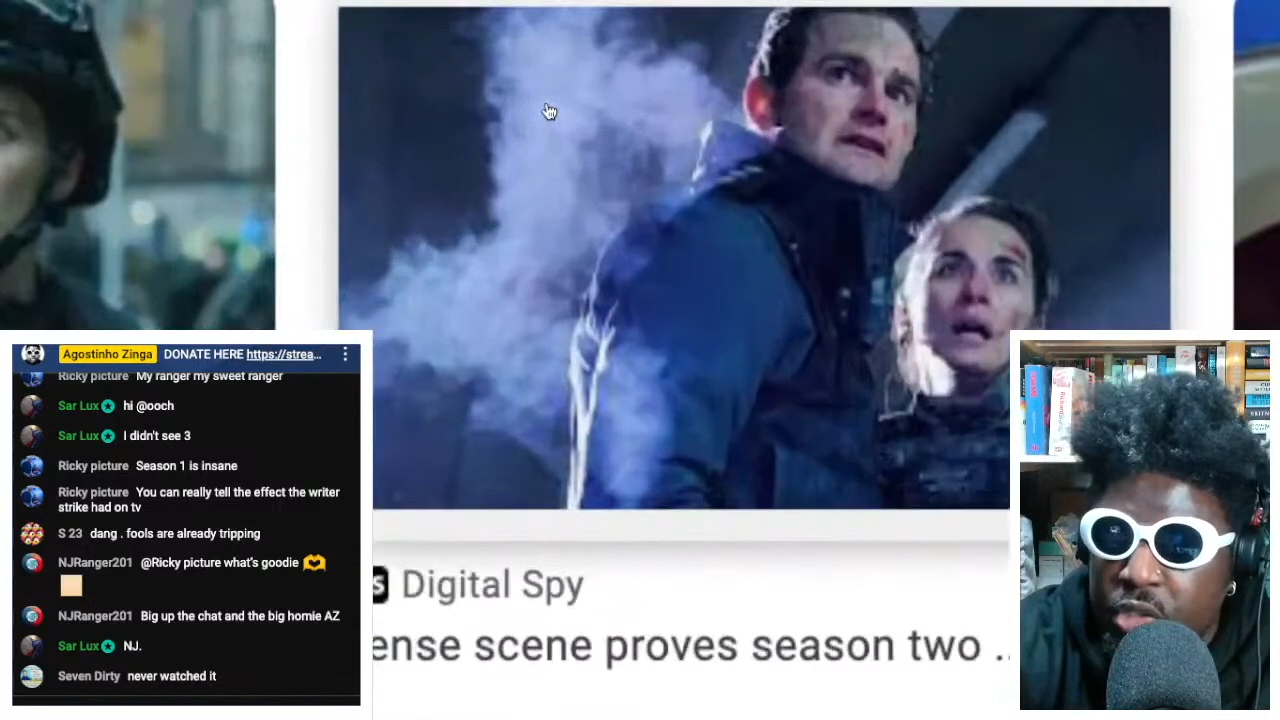 Agostinho Zinga DONATE HERE https://strea...
Ricky picture My ranger my sweet ranger
Sar Lux hi @ooch
Sar Lux I didn't see 3
Ricky picture Season 1 is insane
Ricky picture You can really tell the effect the writer
strike had on tv
S 23 dang . fools are already tripping
NJRanger201 @Ricky picture what's goodie
NJRanger201 Big up the chat and the big homie AZ
Sar Lux NJ.
Seven Dirty never watched it
S Digital Spy
ense scene proves season two ..